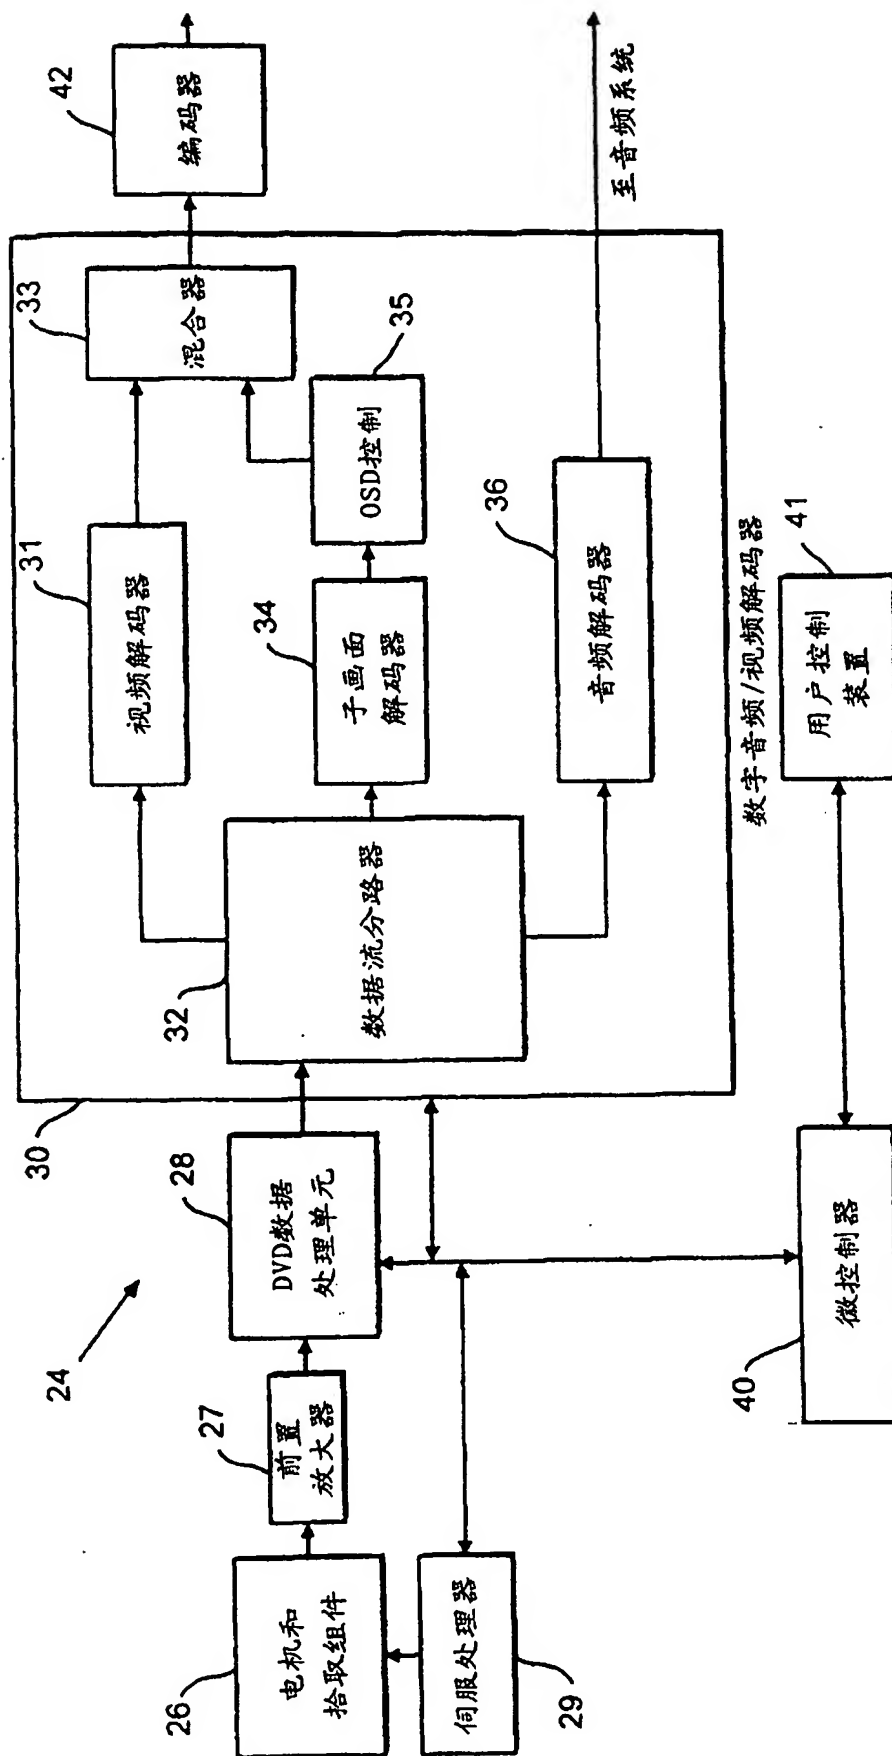 24
26
电机和
拾取组件
27
前置
放大器
28
DVD数据
处理单元
29
伺服处理器
30
32
数据流分路器
31
视频解码器
34
子画面
解码器
35
OSD控制
33
混合器
36
音频解码器
42
编码器
至音频系统
数字音频/视频解码器
40
微控制器
41
用户控制
装置